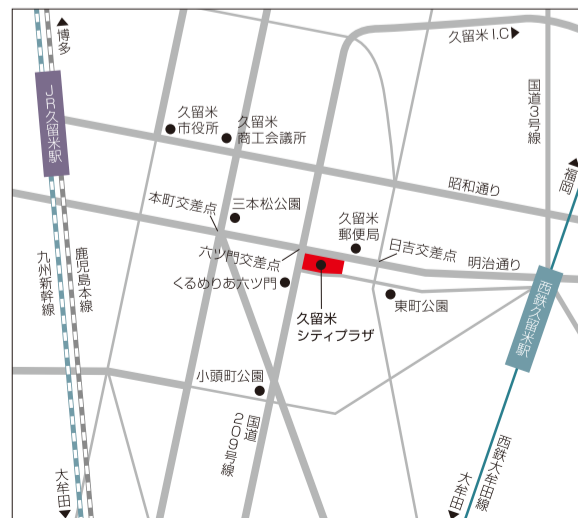 博多
JR久留米駅
久留米I.C
国道3号線
福岡
久留米
市役所
久留米
商工会議所
昭和通り
本町交差点
三本松公園
久留米
郵便局
日吉交差点
明治通り
六ツ門交差点
くるめりあ六ツ門
久留米
シティプラザ
東町公園
西鉄久留米駅
九州新幹線
鹿児島本線
小頭町公園
国道209号線
西鉄大牟田線
大牟田
大牟田